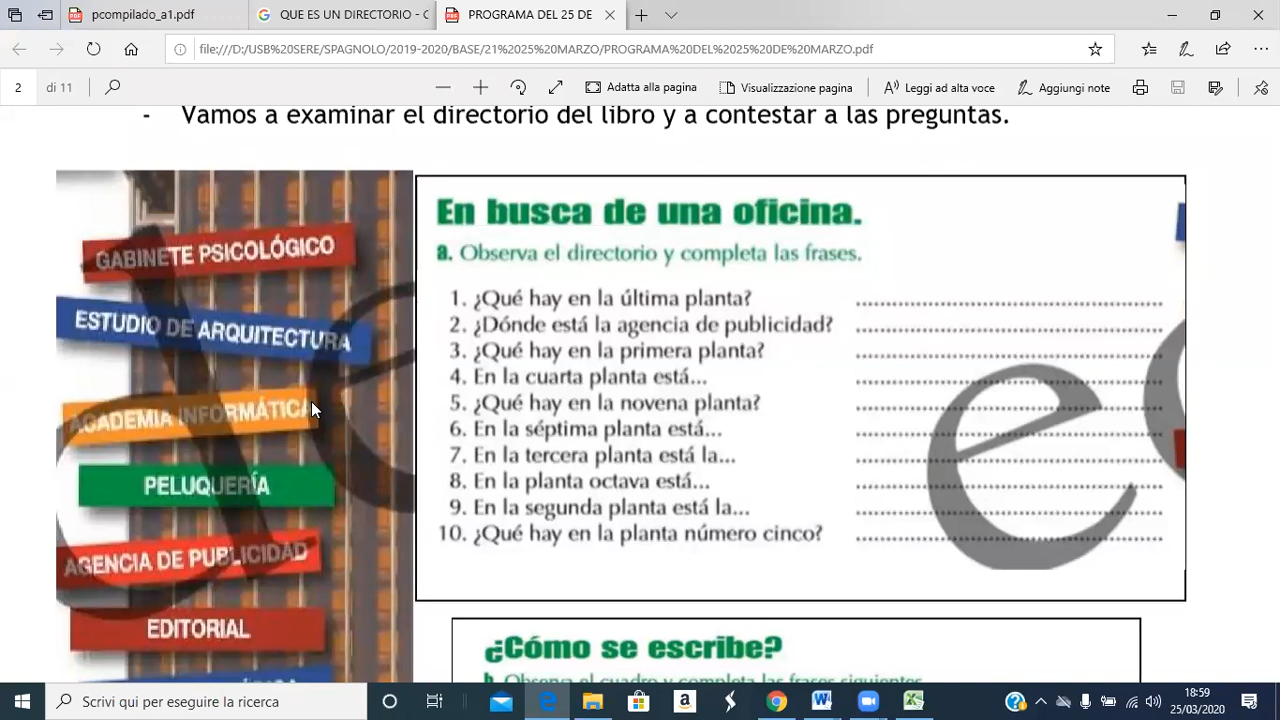 pcompilado_a1.pdf
QUE ES UN DIRECTORIO - C
PROGRAMA DEL 25 DE
file:///D:/USB%20SERE/SPAGNOLO/2019-2020/BASE/21%2025%20MARZO/PROGRAMA%20DEL%2025%20DE%20MARZO.pdf
2 di 11
Adatta alla pagina
Visualizzazione pagina
Leggi ad alta voce
Aggiungi note
- Vamos a examinar el directorio del libro y a contestar a las preguntas.
GABINETE PSICOLÓGICO
ESTUDIO DE ARQUITECTURA
ACADEMIA INFORMÁTICA
PELUQUERÍA
AGENCIA DE PUBLICIDAD
EDITORIAL
En busca de una oficina.
a. Observa el directorio y completa las frases.
1. ¿Qué hay en la última planta?
2. ¿Dónde está la agencia de publicidad?
3. ¿Qué hay en la primera planta?
4. En la cuarta planta está...
5. ¿Qué hay en la novena planta?
6. En la séptima planta está...
7. En la tercera planta está la...
8. En la planta octava está...
9. En la segunda planta está la...
10. ¿Qué hay en la planta número cinco?
¿Cómo se escribe?
b. Observa el cuadro y completa las frases siguientes
Scrivi qui per eseguire la ricerca
18:59
25/03/2020